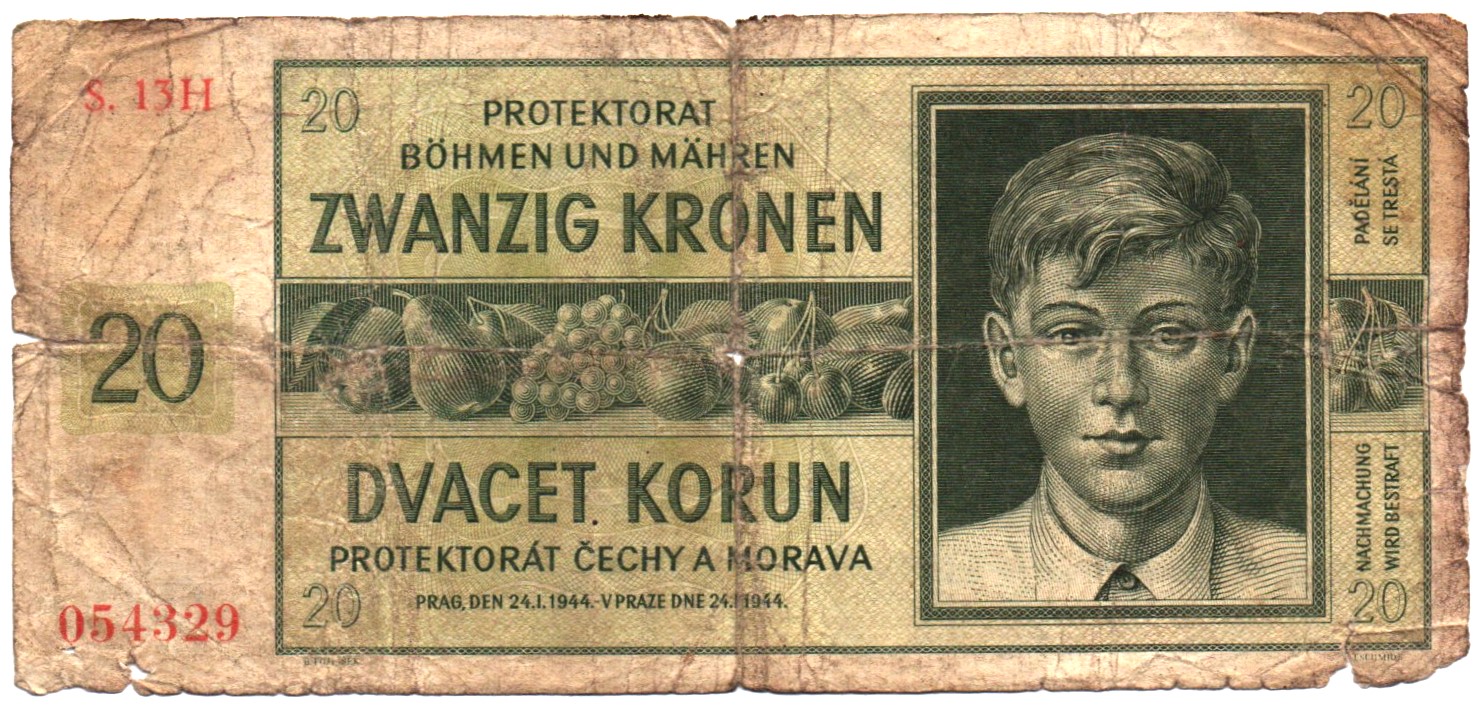 S. 13H
20
PROTEKTORAT
BÖHMEN UND MÄHREN
ZWANZIG KRONEN
20
PADĚLÁNÍ
SE TRESTÁ
20
DVACET KORUN
PROTEKTORÁT ČECHY A MORAVA
PRAG, DEN 24.I.1944.-V PRAZE DNE 24.I 1944.
20
054329
NACHMACHUNG
WIRD BESTRAFT
20